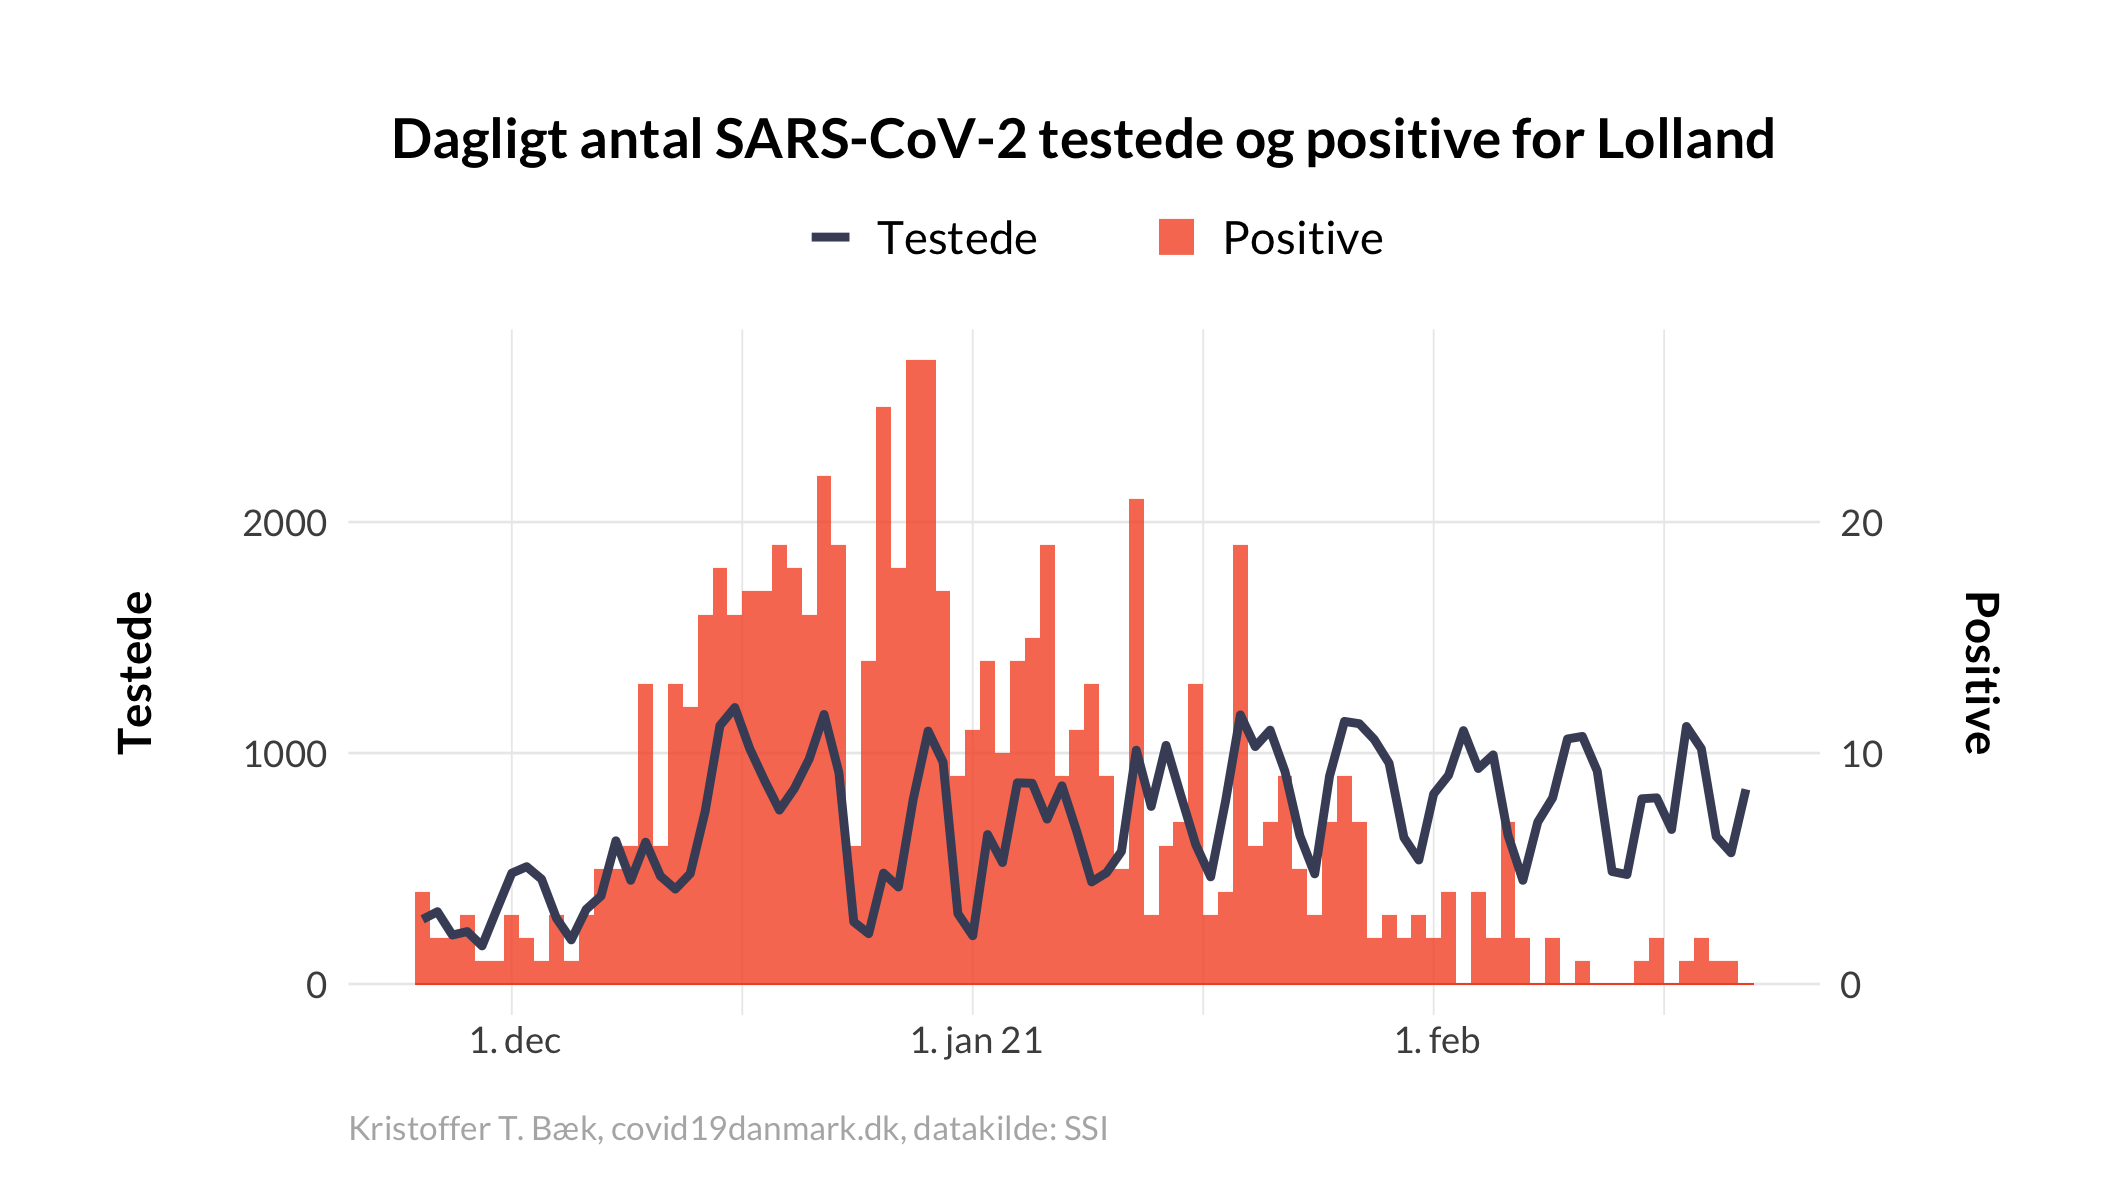 Dagligt antal SARS-CoV-2 testede og positive for Lolland
Testede
Positive
2000
1000
0
20
10
0
Testede
Positive
1. dec
1. jan 21
1. feb
Kristoffer T. Bæk, covid19danmark.dk, datakilde: SSI